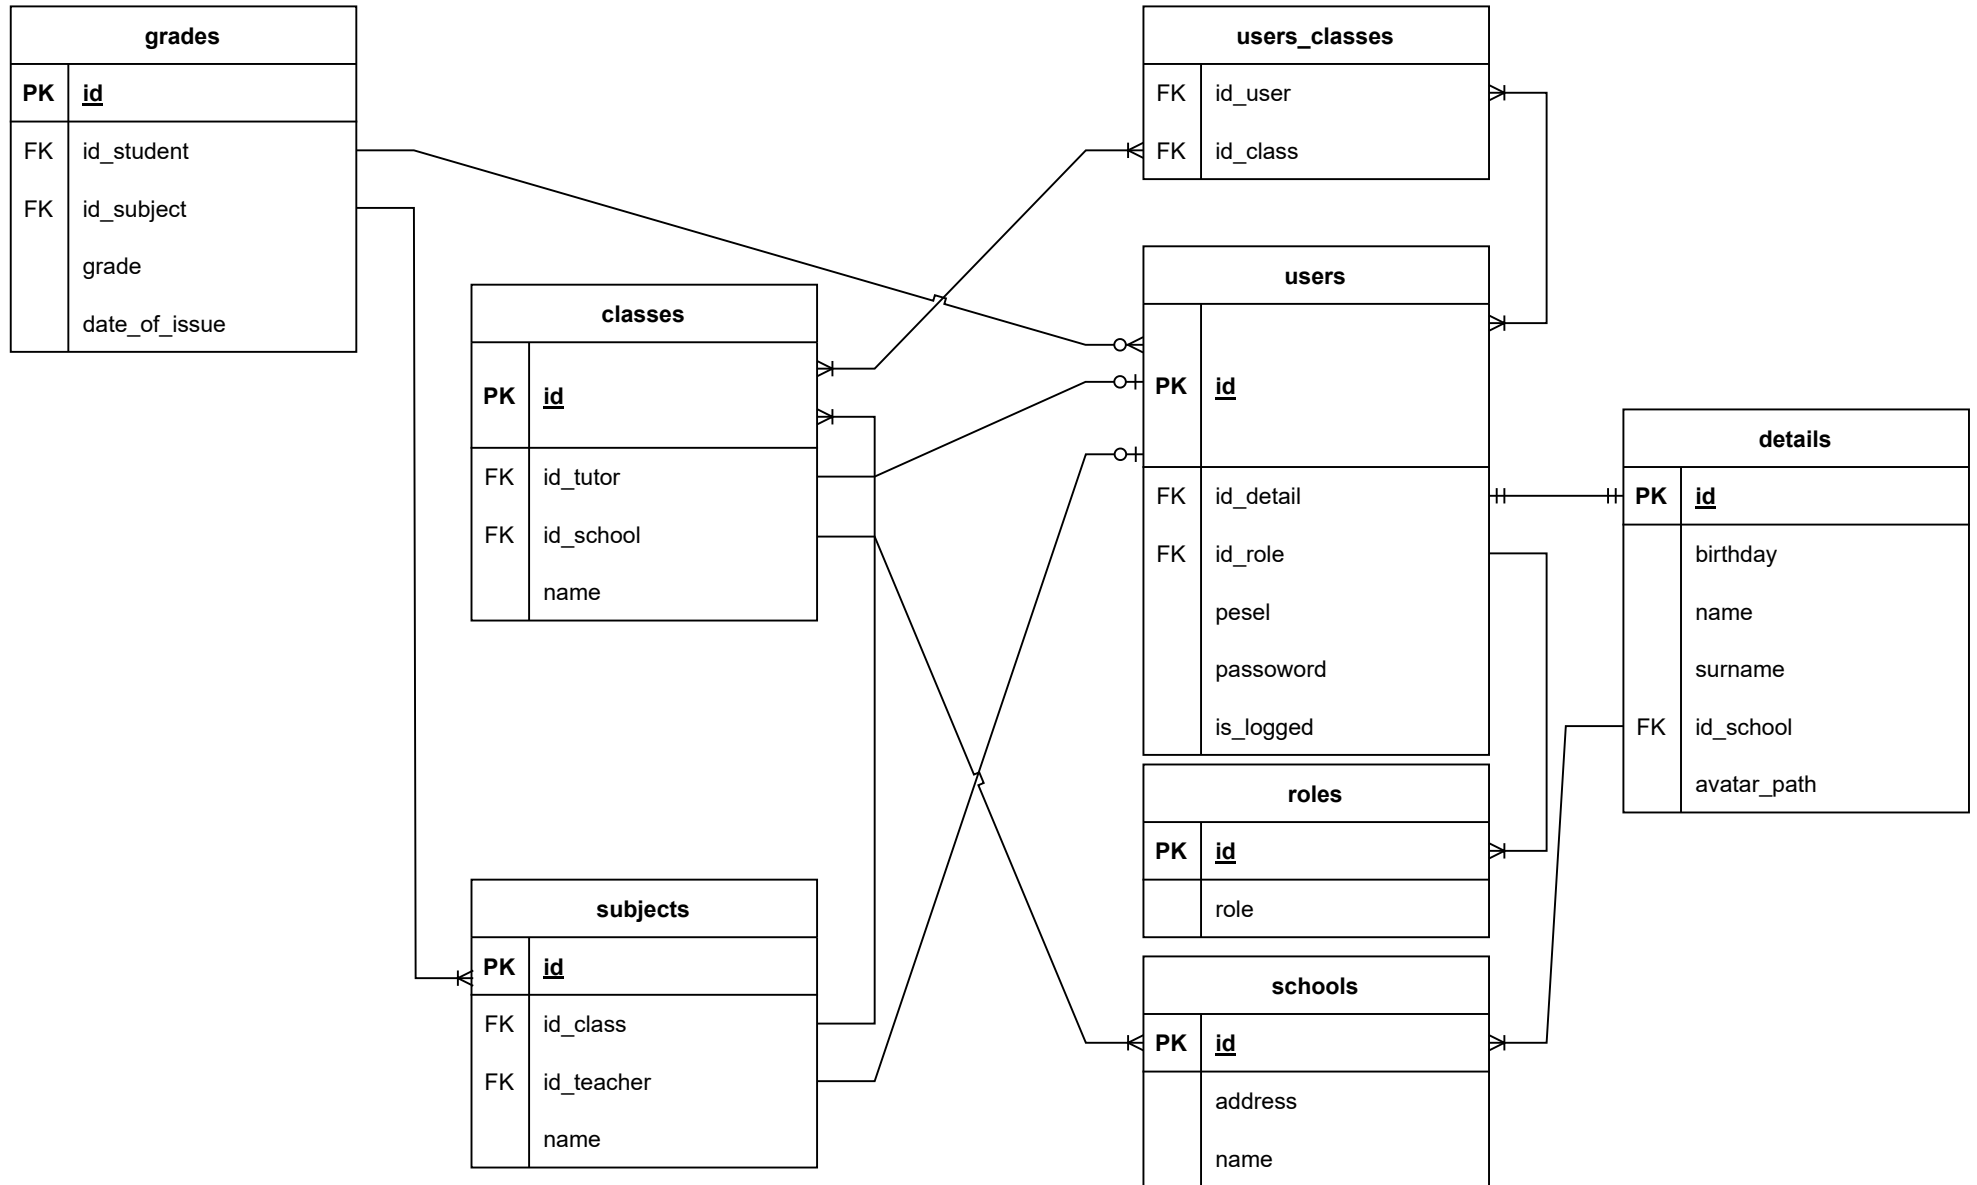 grades
PK id
FK id_student
FK id_subject
grade
date_of_issue
users_classes
FK id_user
FK id_class
classes
PK id
FK id_tutor
FK id_school
name
users
PK id
FK id_detail
FK id_role
pesel
passoword
is_logged
details
PK id
birthday
name
surname
FK id_school
avatar_path
roles
PK id
role
subjects
PK id
FK id_class
FK id_teacher
name
schools
PK id
address
name